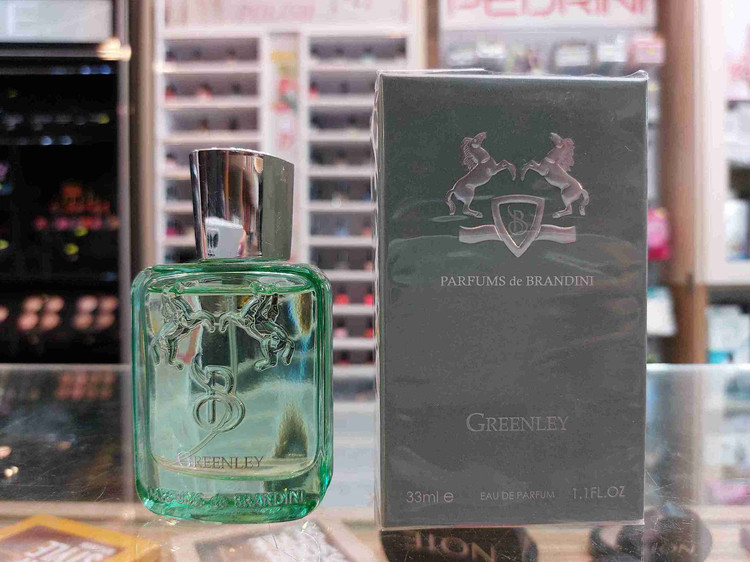 PEDRINI
PARFUMS de BRANDINI
GREENLEY
33ml e EAU DE PARFUM 1.1FL.OZ
GREENLEY
PARFUMS de BRANDINI